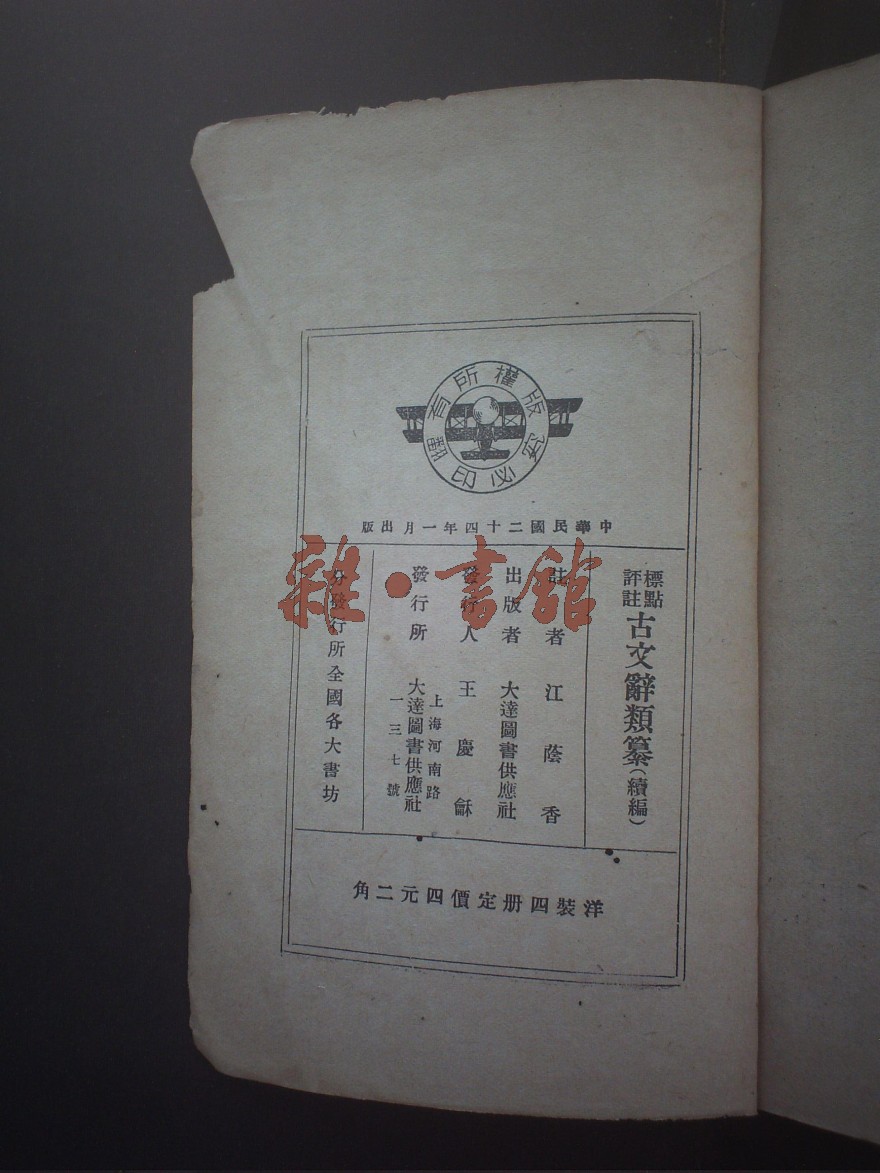 版權所有
翻印必究
中華民國二十四年一月出版
標點
評註
古文辭類纂（續編）
註者 江蔭香
出版者 大達圖書供應社
發行人 王慶龢
發行所
上海河南路
大達圖書供應社
一三七號
分發行所全國各大書坊
洋裝四册定價四元二角
雜·書館